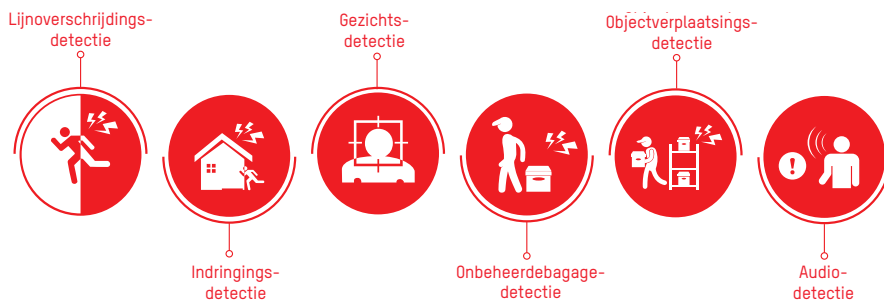 Lijnoverschrijdings-
detectie
Gezichts-
detectie
Objectverplaatsings-
detectie
Indringings-
detectie
Onbeheerdebagage-
detectie
Audio-
detectie